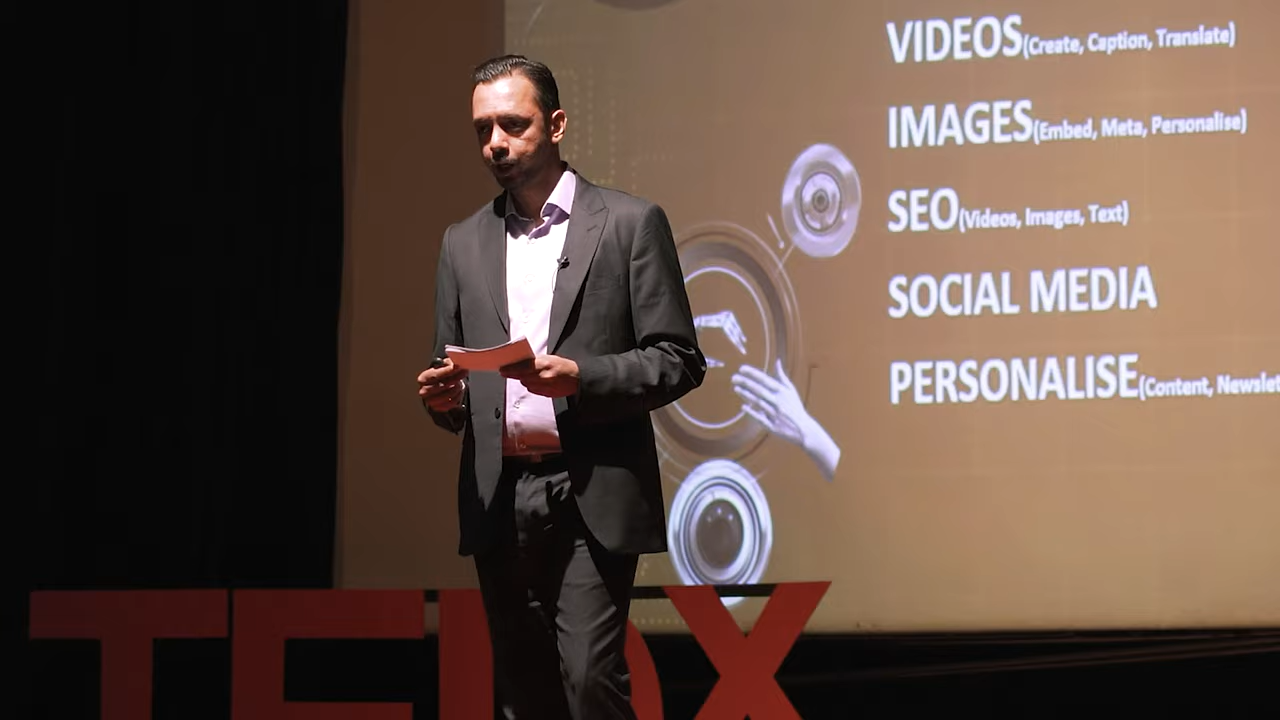 VIDEOS(Create, Caption, Translate)
IMAGES(Embed, Meta, Personalise)
SEO(Videos, Images, Text)
SOCIAL MEDIA
PERSONALISE(Content,
TEDX